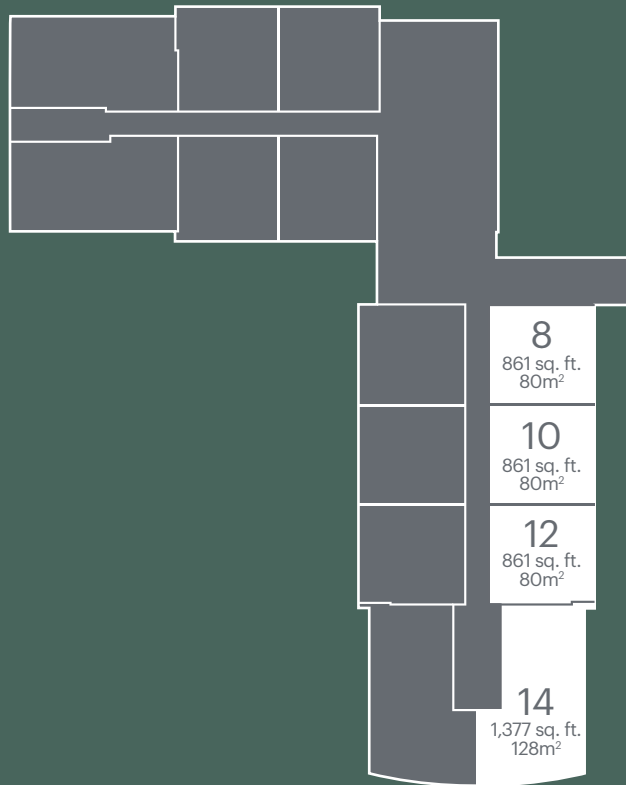 8
861 sq. ft.
80m²
10
861 sq. ft.
80m²
12
861 sq. ft.
80m²
14
1,377 sq. ft.
128m²